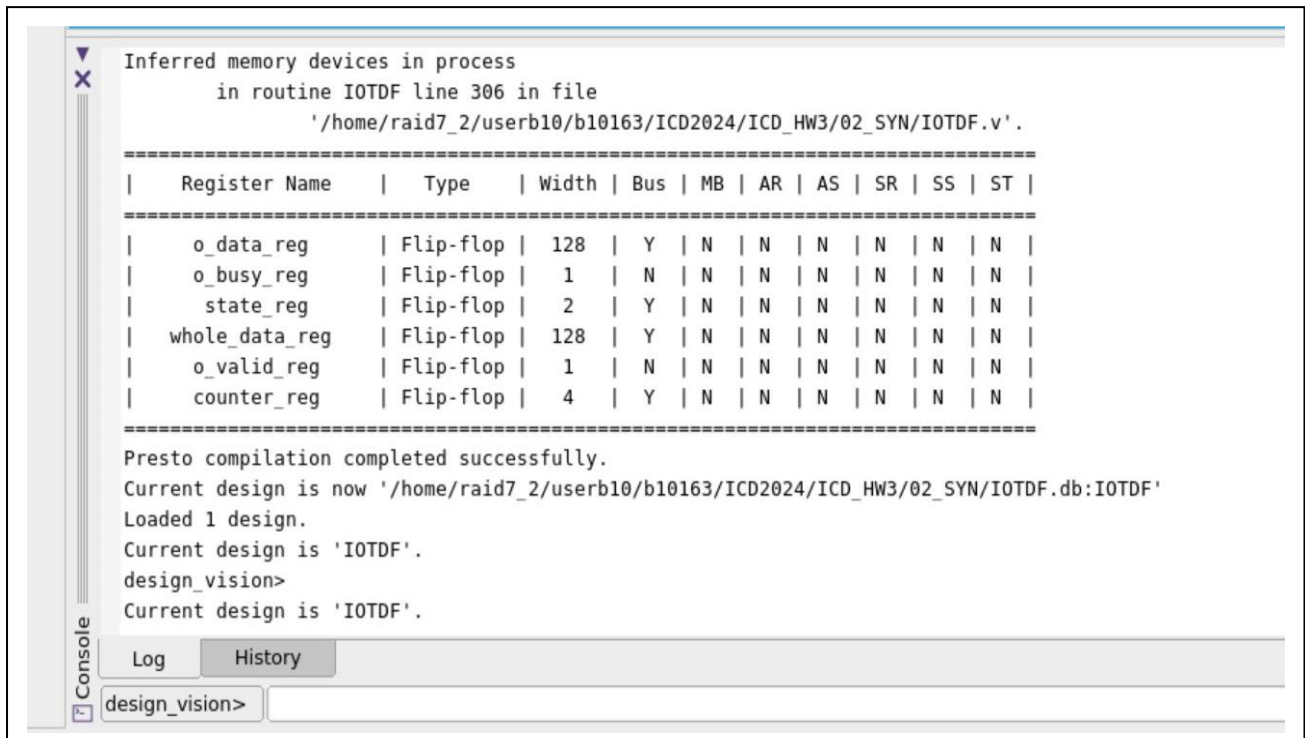 Inferred memory devices in process
in routine IOTDF line 306 in file
'/home/raid7_2/userb10/b10163/ICD2024/ICD_HW3/02_SYN/IOTDF.v'.
===============================================================================
| Register Name | Type | Width | Bus | MB | AR | AS | SR | SS | ST |
===============================================================================
| o_data_reg | Flip-flop | 128 | Y | N | N | N | N | N | N |
| o_busy_reg | Flip-flop | 1 | N | N | N | N | N | N | N |
| state_reg | Flip-flop | 2 | Y | N | N | N | N | N | N |
| whole_data_reg | Flip-flop | 128 | Y | N | N | N | N | N | N |
| o_valid_reg | Flip-flop | 1 | N | N | N | N | N | N | N |
| counter_reg | Flip-flop | 4 | Y | N | N | N | N | N | N |
===============================================================================
Presto compilation completed successfully.
Current design is now '/home/raid7_2/userb10/b10163/ICD2024/ICD_HW3/02_SYN/IOTDF.db:IOTDF'
Loaded 1 design.
Current design is 'IOTDF'.
design_vision>
Current design is 'IOTDF'.
Console
Log History
design_vision>